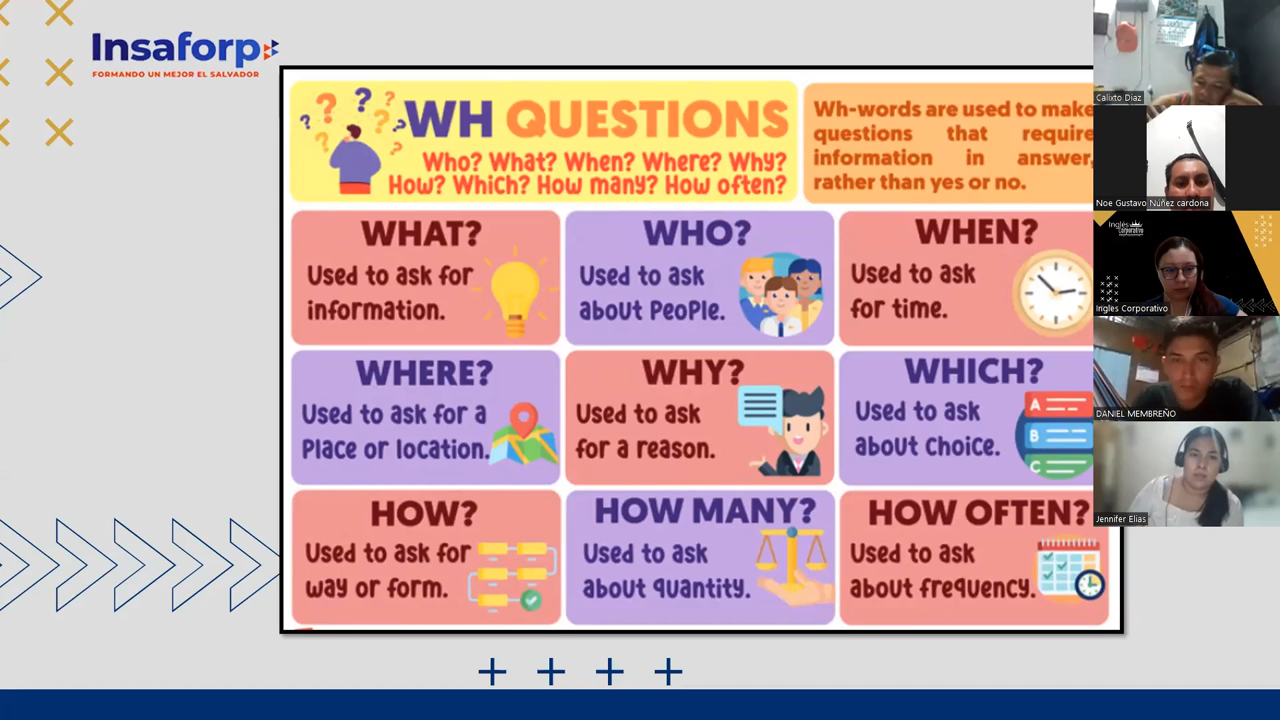 Insaforp
FORMANDO UN MEJOR EL SALVADOR
WH QUESTIONS
Who? What? When? Where? Why?
How? Which? How many? How often?
Wh-words are used to make
questions that require
information in answer,
rather than yes or no.
WHAT?
Used to ask for
information.
WHO?
Used to ask
about People.
WHEN?
Used to ask
for time.
WHERE?
Used to ask for a
Place or location.
WHY?
Used to ask
for a reason.
WHICH?
Used to ask
about Choice.
A
B
C
HOW?
Used to ask for
way or form.
HOW MANY?
Used to ask
about quantity.
HOW OFTEN?
Used to ask
about frequency.
Calixto Diaz
Noe Gustavo Núñez cardona
Inglés
Corporativo
Ingles Corporativo
DANIEL MEMBREÑO
Jennifer Elias